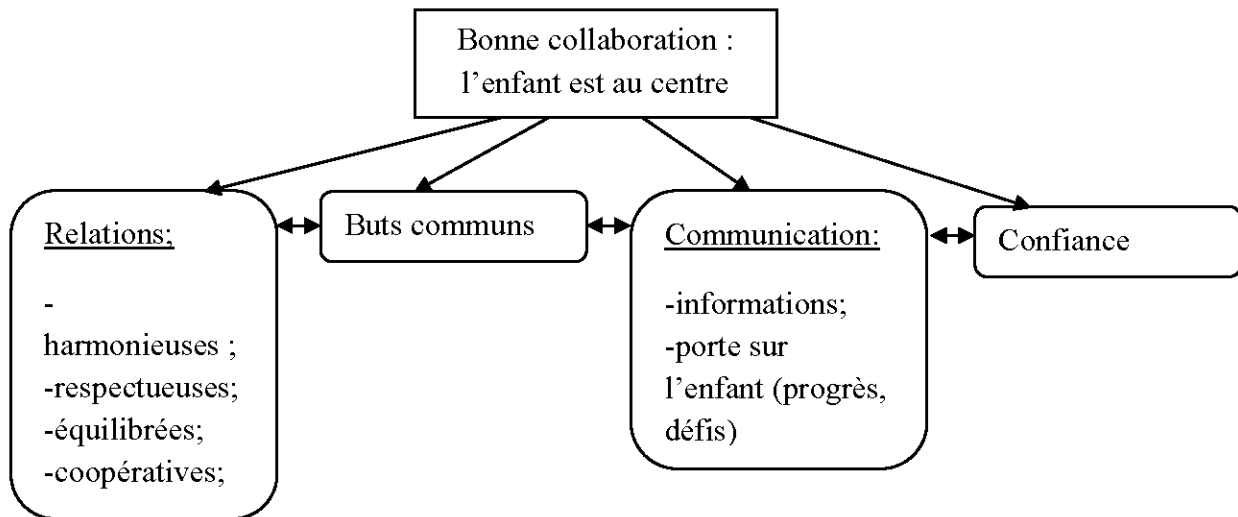 Bonne collaboration :
l’enfant est au centre
Relations;
-
harmonieuses ;
-respectueuses;
-équilibrées;
-coopératives;
Buts communs
Communication:
-informations;
-porte sur
l’enfant (progrès,
défis)
Confiance